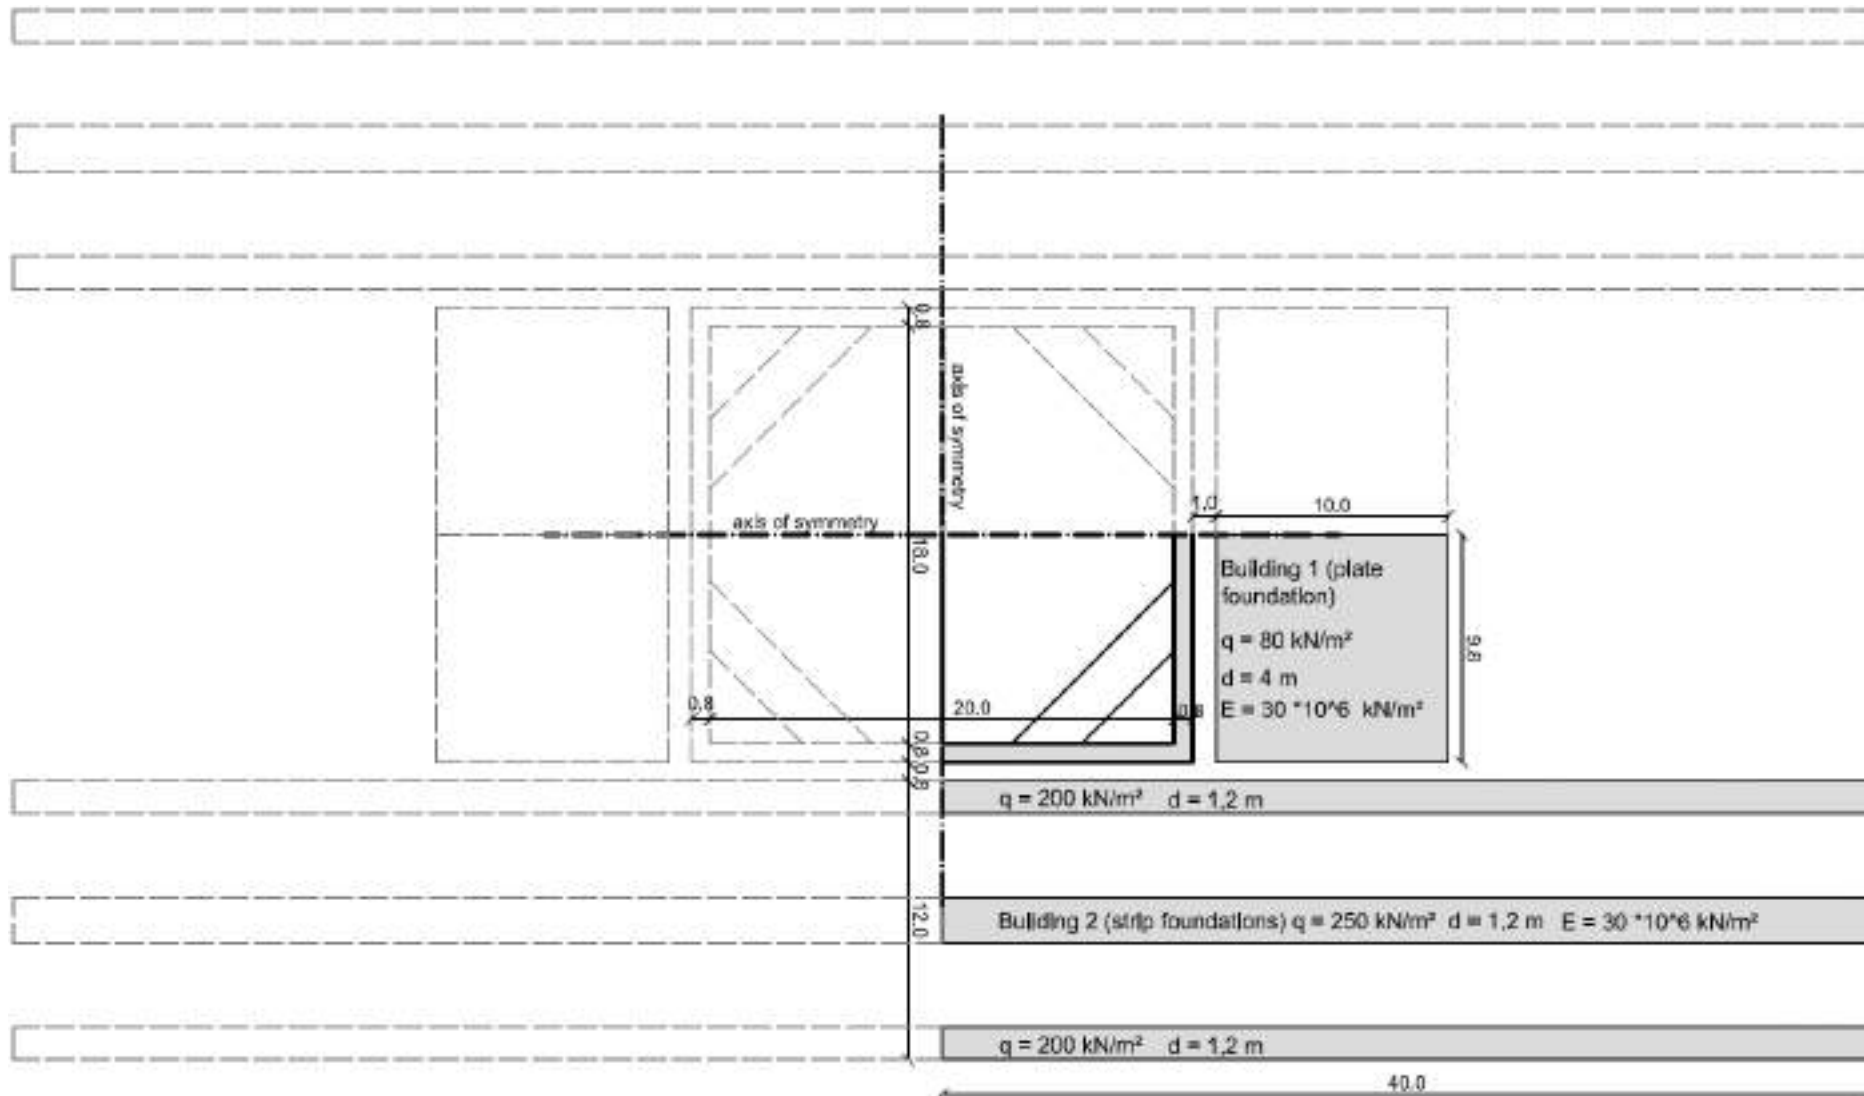 0.8
axis of symmetry
1,0
10.0
axis of symmetry
18.0
Building 1 (plate
foundation)
q = 80 kN/m²
d = 4 m
E = 30 *10^6 kN/m²
9.8
0.8
20.0
0.8
0.8
0.8
q = 200 kN/m² d = 1,2 m
12.0
Building 2 (strip foundations) q = 250 kN/m² d = 1,2 m E = 30 *10^6 kN/m²
q = 200 kN/m² d = 1,2 m
40.0